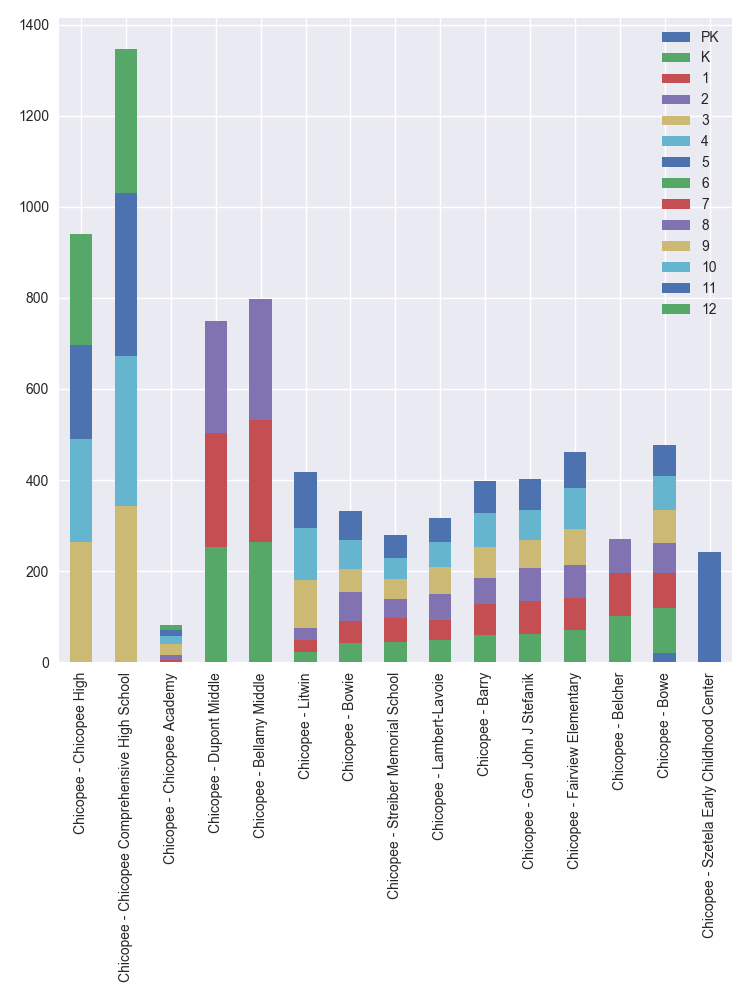 1400
1200
1000
800
600
400
200
0
PK
K
1
2
3
4
5
6
7
8
9
10
11
12
Chicopee - Chicopee High
Chicopee - Chicopee Comprehensive High School
Chicopee - Chicopee Academy
Chicopee - Dupont Middle
Chicopee - Bellamy Middle
Chicopee - Litwin
Chicopee - Bowie
Chicopee - Streiber Memorial School
Chicopee - Lambert-Lavoie
Chicopee - Barry
Chicopee - Gen John J Stefanik
Chicopee - Fairview Elementary
Chicopee - Belcher
Chicopee - Bowe
Chicopee - Szetela Early Childhood Center